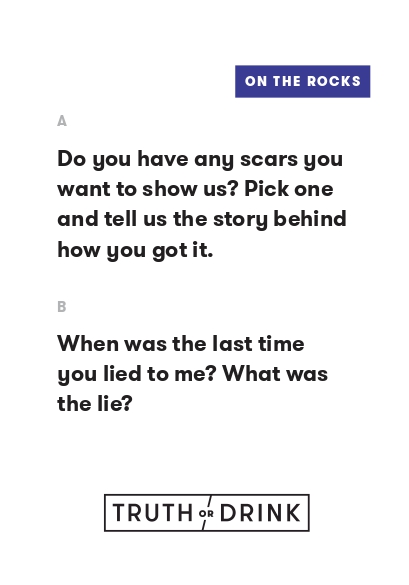 ON THE ROCKS
A
Do you have any scars you
want to show us? Pick one
and tell us the story behind
how you got it.
B
When was the last time
you lied to me? What was
the lie?
TRUTH OR DRINK